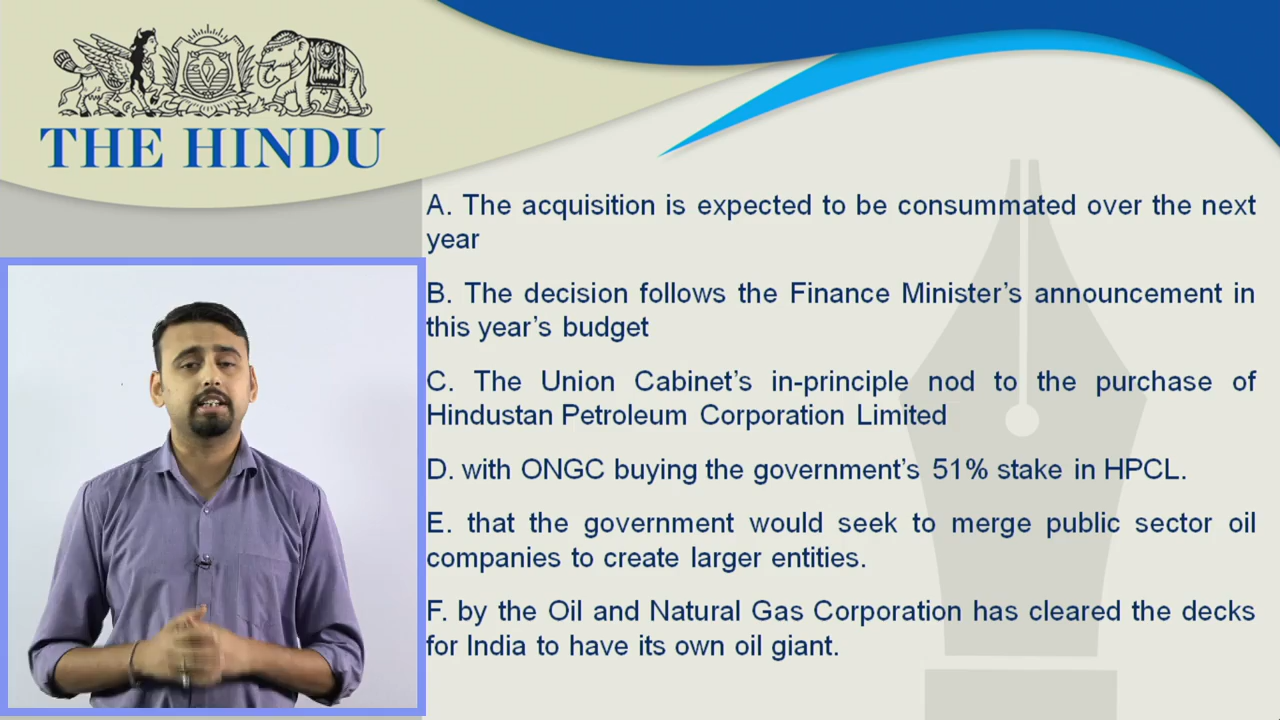 THE HINDU
A. The acquisition is expected to be consummated over the next
year
B. The decision follows the Finance Minister’s announcement in
this year’s budget
C. The Union Cabinet’s in-principle nod to the purchase of
Hindustan Petroleum Corporation Limited
D. with ONGC buying the government’s 51% stake in HPCL.
E. that the government would seek to merge public sector oil
companies to create larger entities.
F. by the Oil and Natural Gas Corporation has cleared the decks
for India to have its own oil giant.